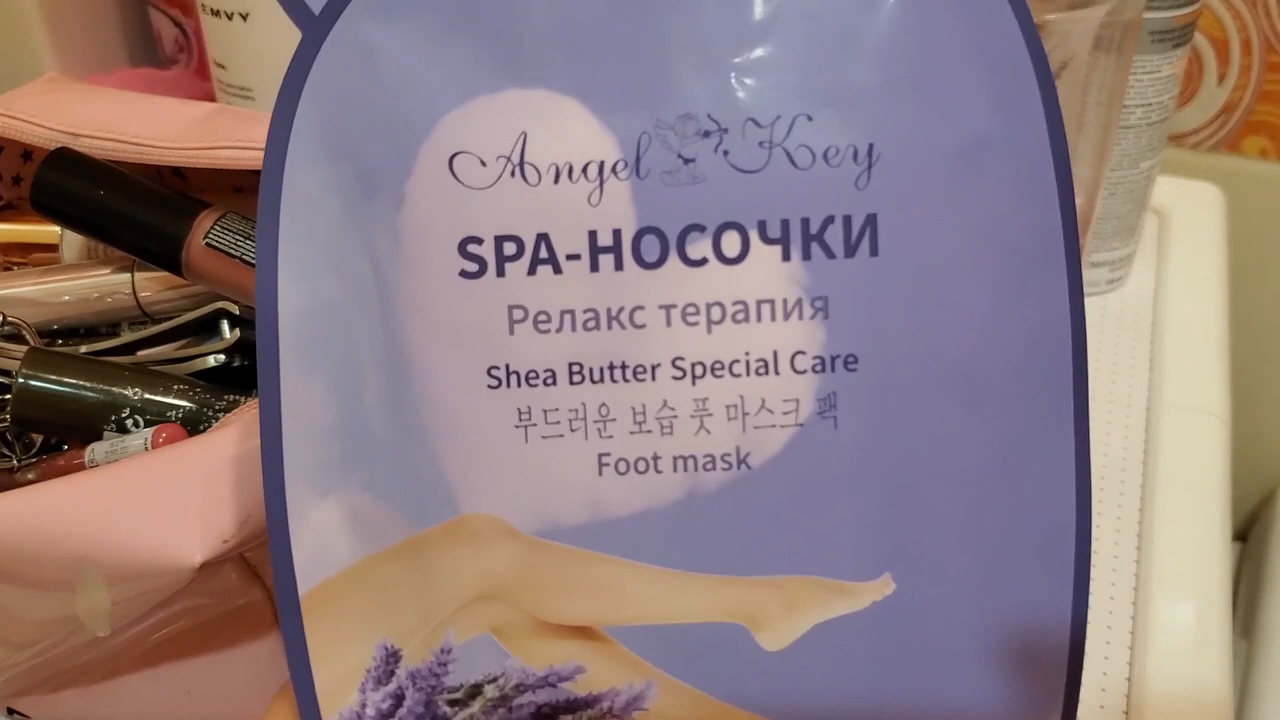 EMVY
Angel Key
SPA-НОСОЧКИ
Релакс терапия
Shea Butter Special Care
부드러운 보습 풋 마스크 팩
Foot mask